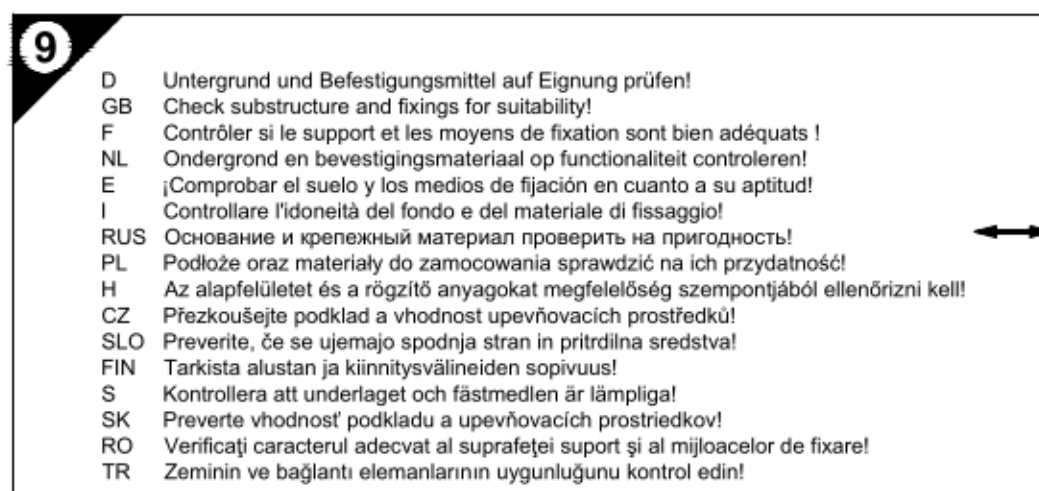 9
D Untergrund und Befestigungsmittel auf Eignung prüfen!
GB Check substructure and fixings for suitability!
F Contrôler si le support et les moyens de fixation sont bien adéquats !
NL Ondergrond en bevestigingsmateriaal op functionaliteit controleren!
E ¡Comprobar el suelo y los medios de fijación en cuanto a su aptitud!
I Controllare l'idoneità del fondo e del materiale di fissaggio!
RUS Основание и крепежный материал проверить на пригодность!
PL Podłoże oraz materiały do zamocowania sprawdzić na ich przydatność!
H Az alapfelületet és a rögzítő anyagokat megfelelőség szempontjából ellenőrizni kell!
CZ Přezkoušejte podklad a vhodnost upevňovacích prostředků!
SLO Preverite, če se ujemajo spodnja stran in pritrdilna sredstva!
FIN Tarkista alustan ja kiinnitysvälineiden sopivuus!
S Kontrollera att underlaget och fästmedlen är lämpliga!
SK Preverte vhodnosť podkladu a upevňovacích prostriedkov!
RO Verificaţi caracterul adecvat al suprafeţei suport şi al mijloacelor de fixare!
TR Zeminin ve bağlantı elemanlarının uygunluğunu kontrol edin!